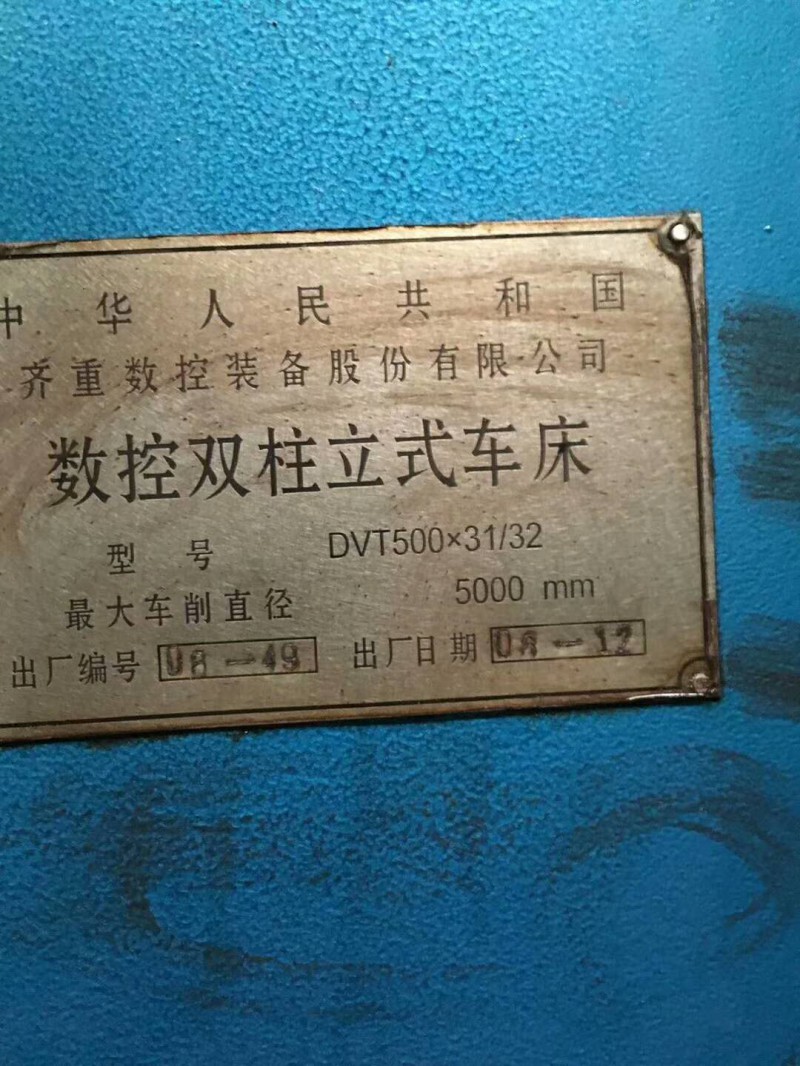 中华人民共和国
齐重数控装备股份有限公司
数控双柱立式车床
型号 DVT500×31/32
最大车削直径 5000 mm
出厂编号 08-49 出厂日期 08-12